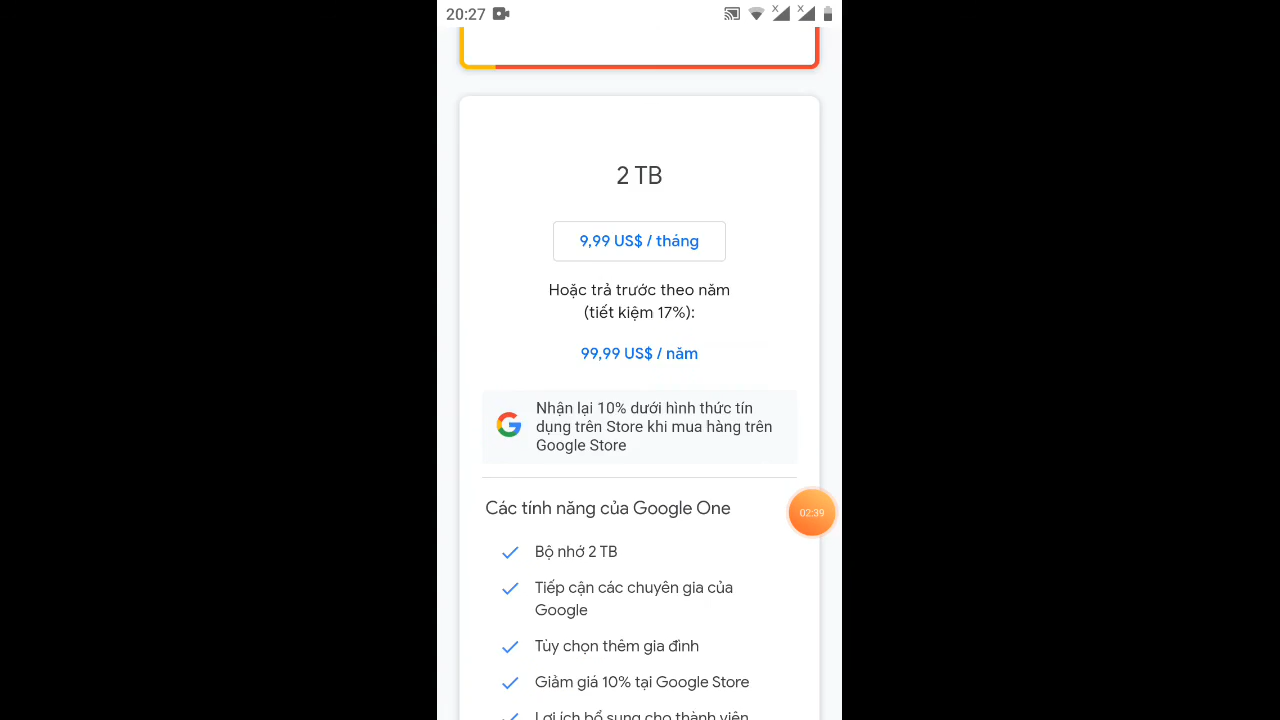 20:27
2 TB
9,99 US$ / tháng
Hoặc trả trước theo năm
(tiết kiệm 17%):
99,99 US$ / năm
Nhận lại 10% dưới hình thức tín
dụng trên Store khi mua hàng trên
Google Store
Các tính năng của Google One
02:39
Bộ nhớ 2 TB
Tiếp cận các chuyên gia của
Google
Tùy chọn thêm gia đình
Giảm giá 10% tại Google Store
Lợi ích bổ sung cho thành viên